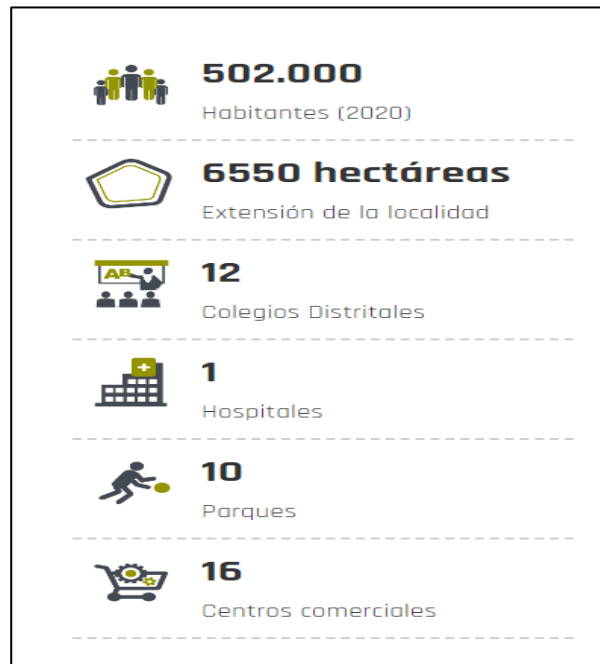 502.000
Habitantes (2020)
6550 hectáreas
Extensión de la localidad
AB
12
Colegios Distritales
1
Hospitales
10
Parques
16
Centros comerciales